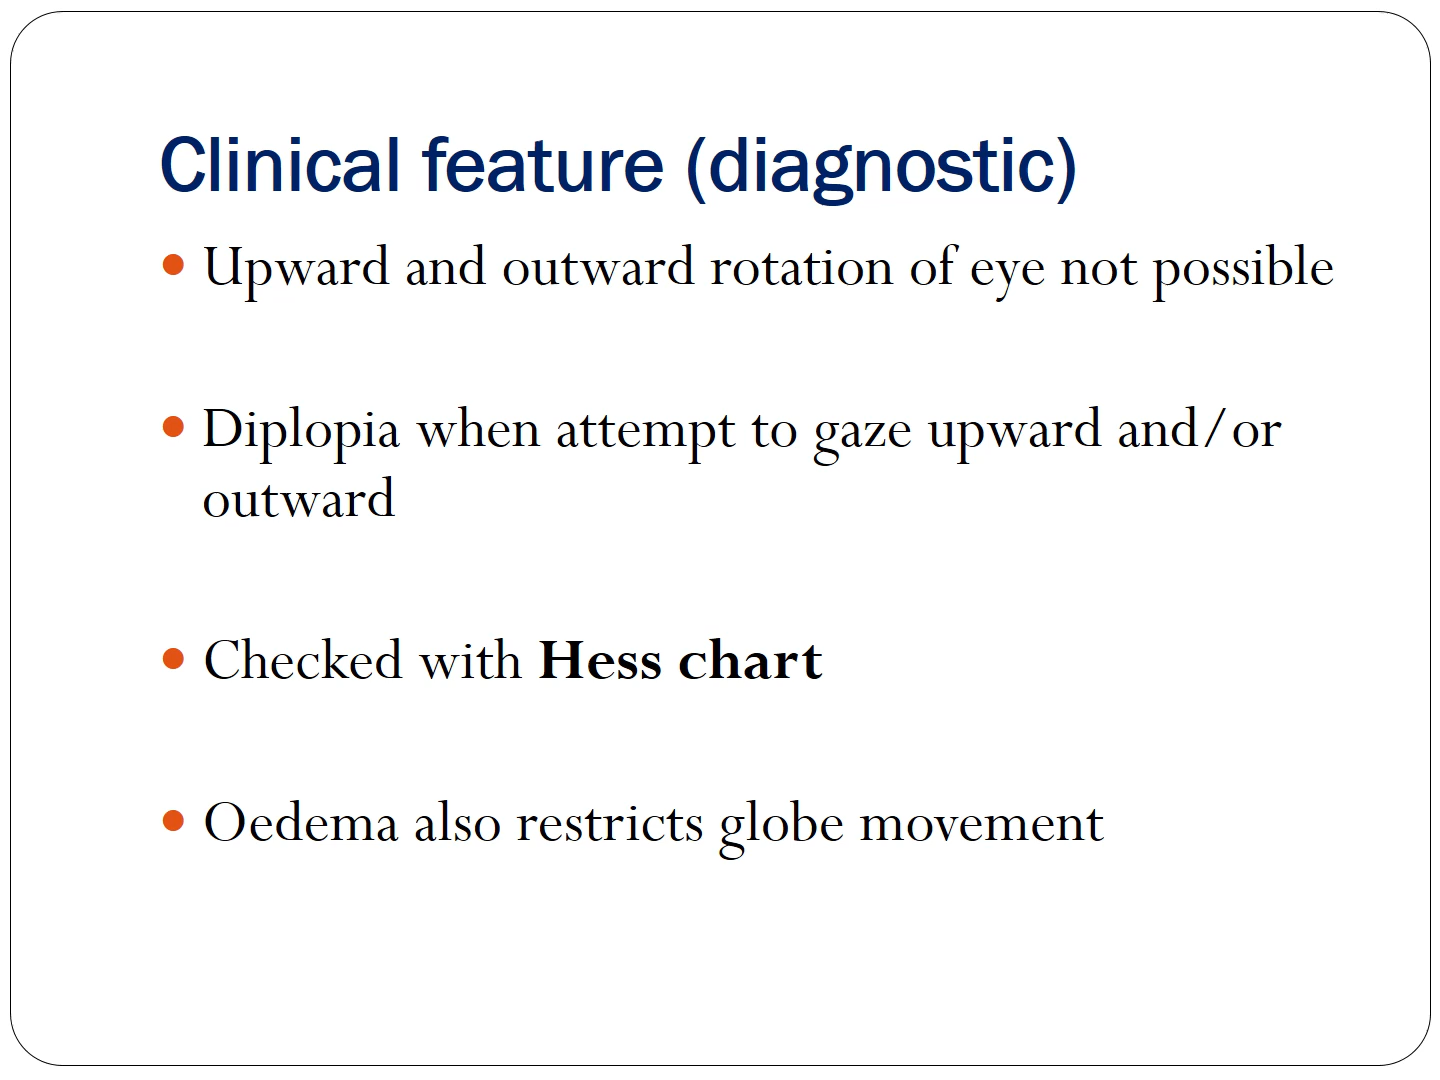 Clinical feature (diagnostic)
• Upward and outward rotation of eye not possible
• Diplopia when attempt to gaze upward and/or
outward
• Checked with Hess chart
• Oedema also restricts globe movement